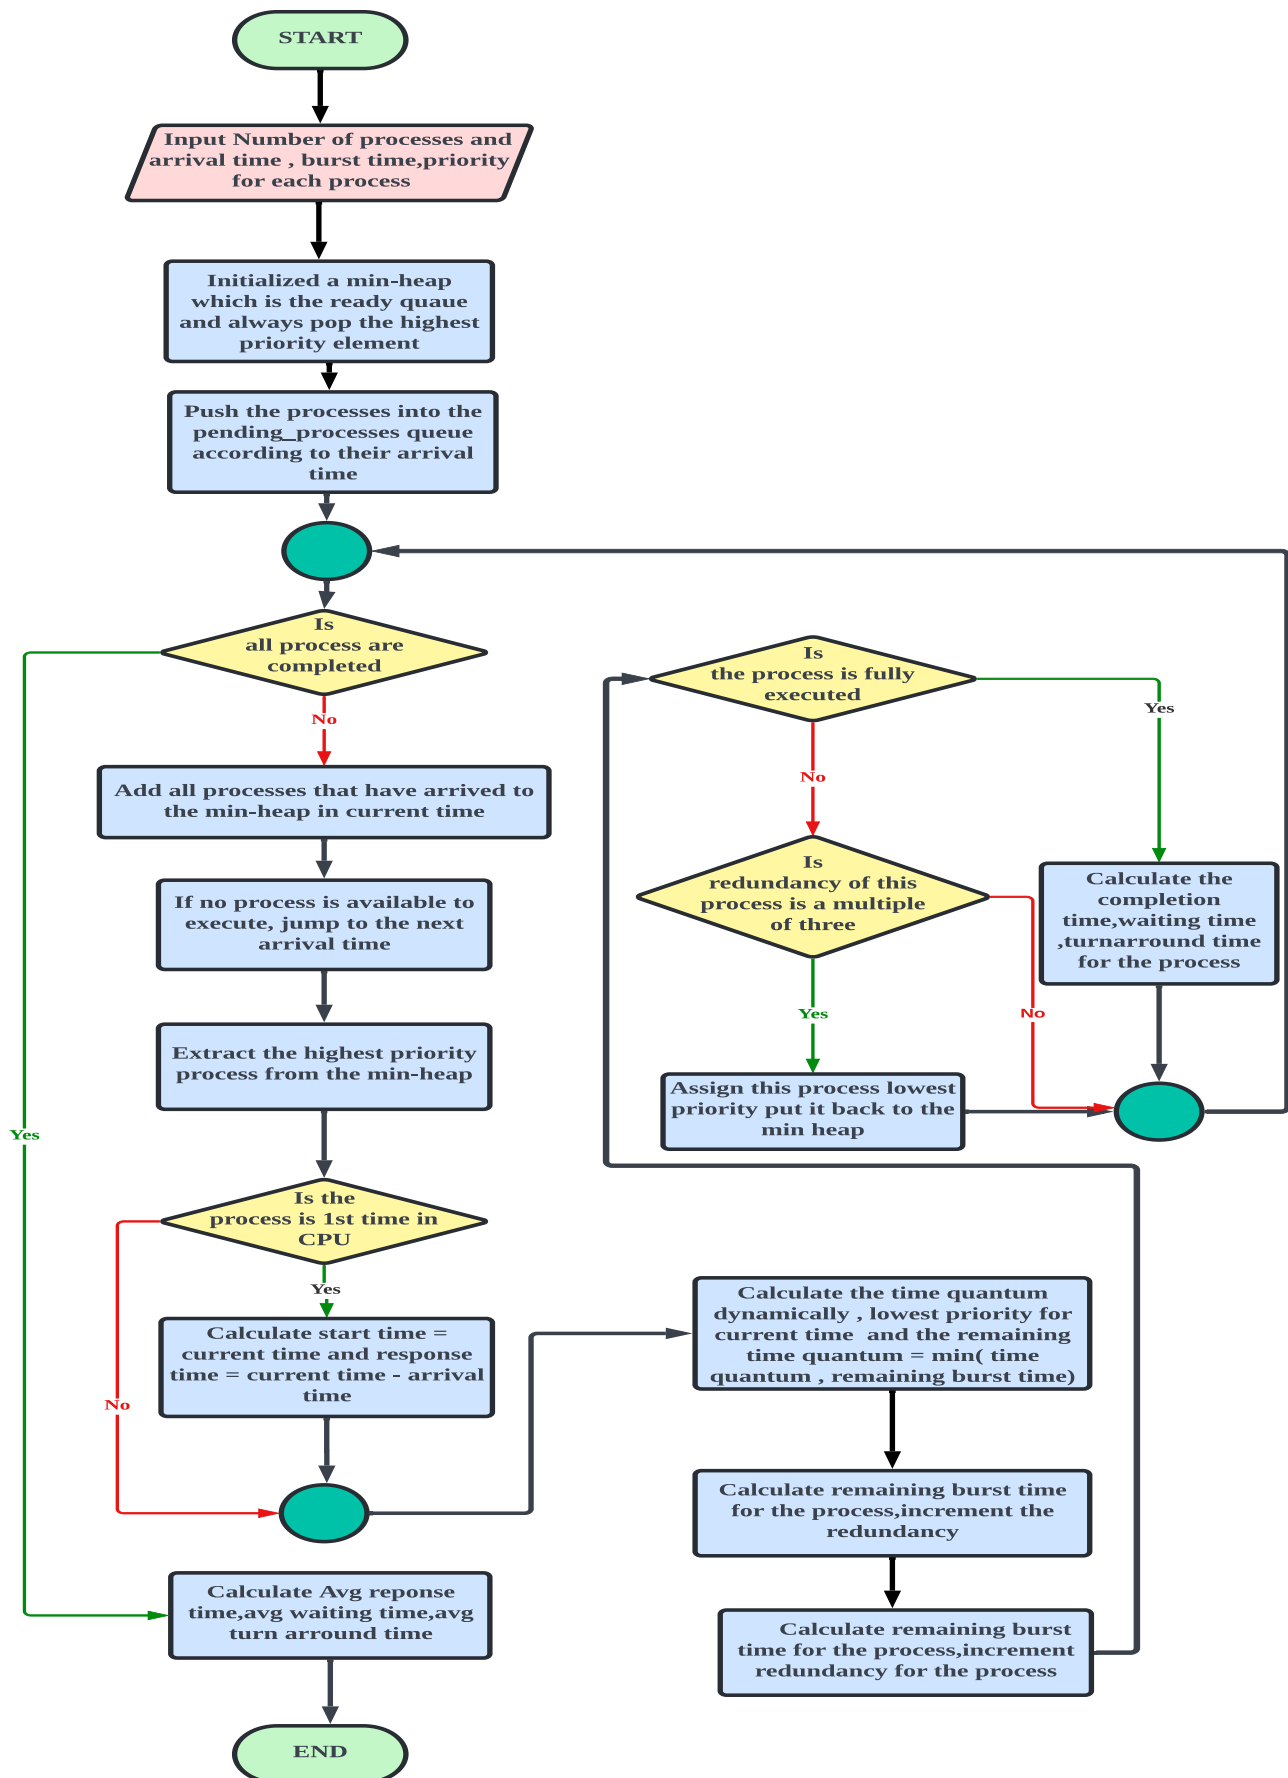 START
Input Number of processes and
arrival time , burst time,priority
for each process
Initialized a min-heap
which is the ready quaue
and always pop the highest
priority element
Push the processes into the
pending_processes queue
according to their arrival
time
Is
all process are
completed
No
Add all processes that have arrived to
the min-heap in current time
If no process is available to
execute, jump to the next
arrival time
Extract the highest priority
process from the min-heap
Yes
Is the
process is 1st time in
CPU
Yes
Calculate start time =
current time and response
time = current time - arrival
time
No
Calculate Avg reponse
time,avg waiting time,avg
turn arround time
END
Is
the process is fully
executed
Yes
No
Is
redundancy of this
process is a multiple
of three
Calculate the
completion
time,waiting time
,turnarround time
for the process
Yes
No
Assign this process lowest
priority put it back to the
min heap
Calculate the time quantum
dynamically , lowest priority for
current time and the remaining
time quantum = min( time
quantum , remaining burst time)
Calculate remaining burst time
for the process,increment the
redundancy
Calculate remaining burst
time for the process,increment
redundancy for the process